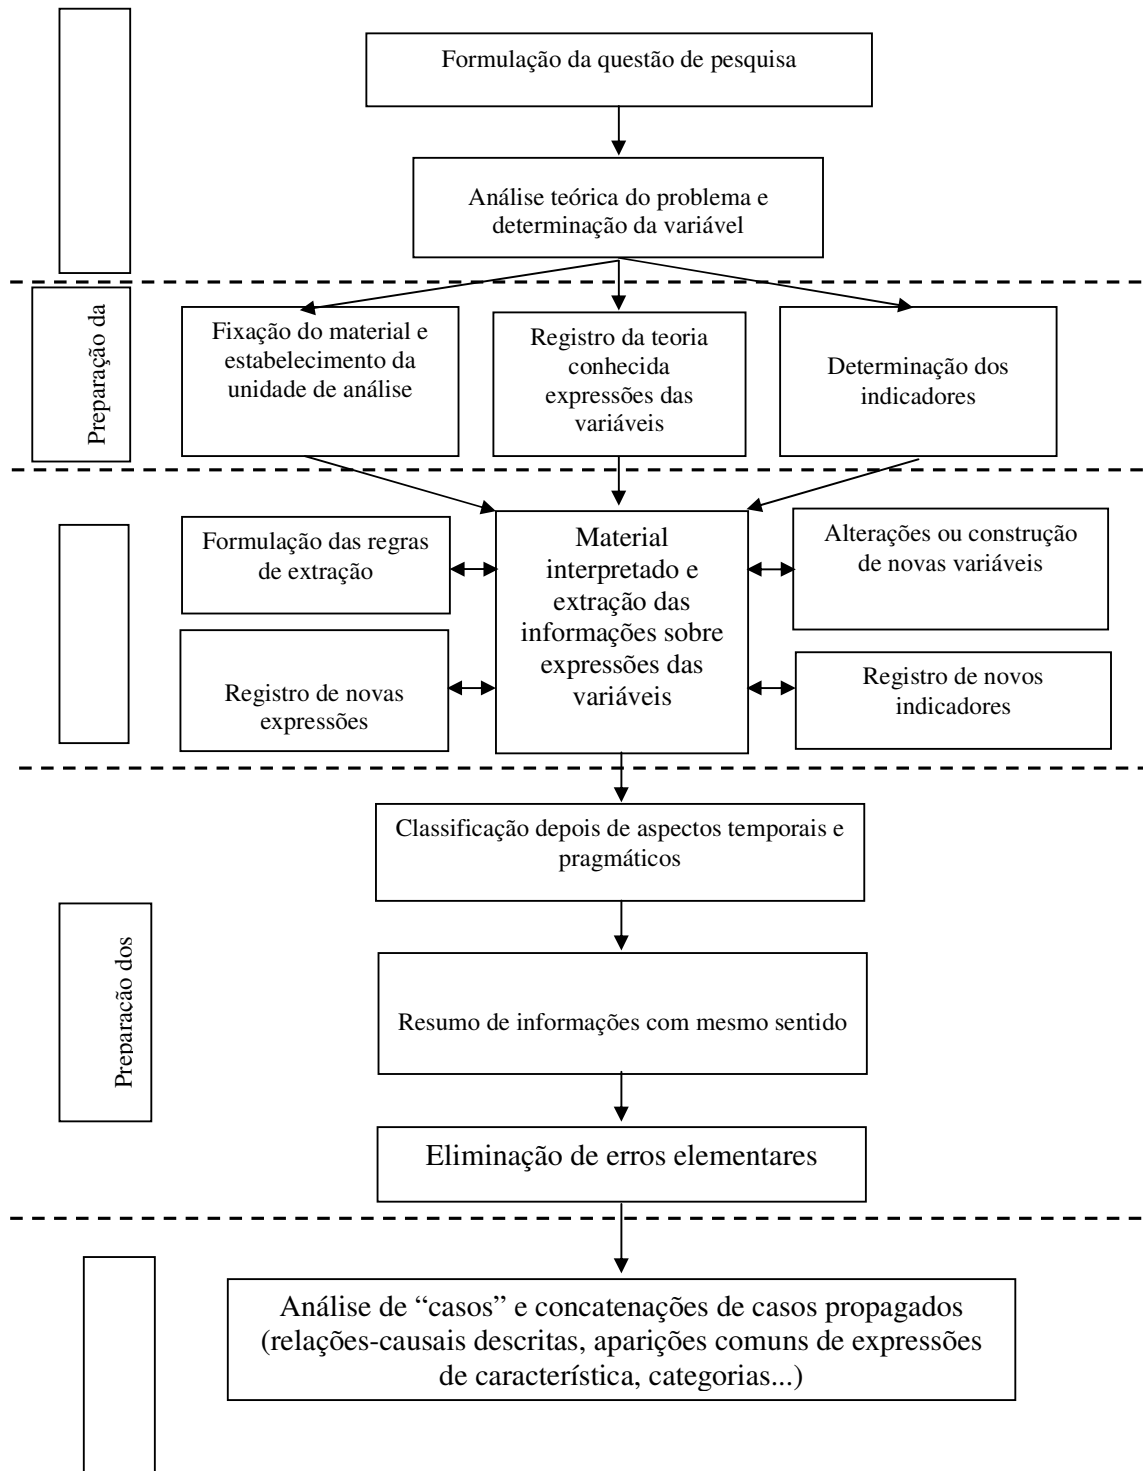 Formulação da questão de pesquisa
Análise teórica do problema e
determinação da variável
Preparação da
Fixação do material e
estabelecimento da
unidade de análise
Registro da teoria
conhecida
expressões das
variáveis
Determinação dos
indicadores
Formulação das regras
de extração
Registro de novas
expressões
Material
interpretado e
extração das
informações sobre
expressões das
variáveis
Alterações ou construção
de novas variáveis
Registro de novos
indicadores
Classificação depois de aspectos temporais e
pragmáticos
Preparação dos
Resumo de informações com mesmo sentido
Eliminação de erros elementares
Análise de “casos” e concatenações de casos propagados
(relações-causais descritas, aparições comuns de expressões
de característica, categorias...)